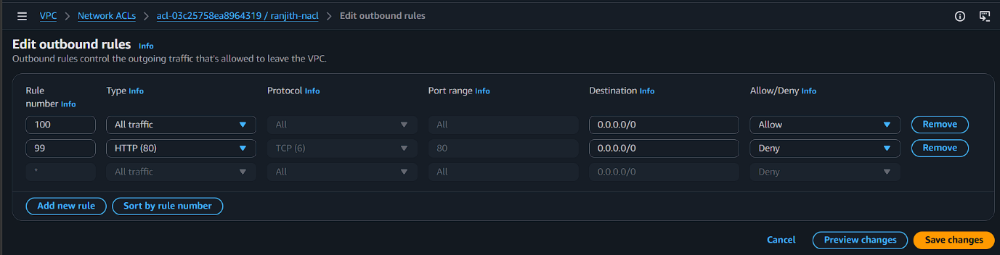 VPC > Network ACLs > acl-03c25758ea8964319 / ranjith-nacl > Edit outbound rules
Edit outbound rules Info
Outbound rules control the outgoing traffic that's allowed to leave the VPC.
Rule number Info Type Info Protocol Info Port range Info Destination Info Allow/Deny Info
100 All traffic All All 0.0.0.0/0 Allow Remove
99 HTTP (80) TCP (6) 80 0.0.0.0/0 Deny Remove
* All traffic All All 0.0.0.0/0 Deny
Add new rule Sort by rule number
Cancel Preview changes Save changes